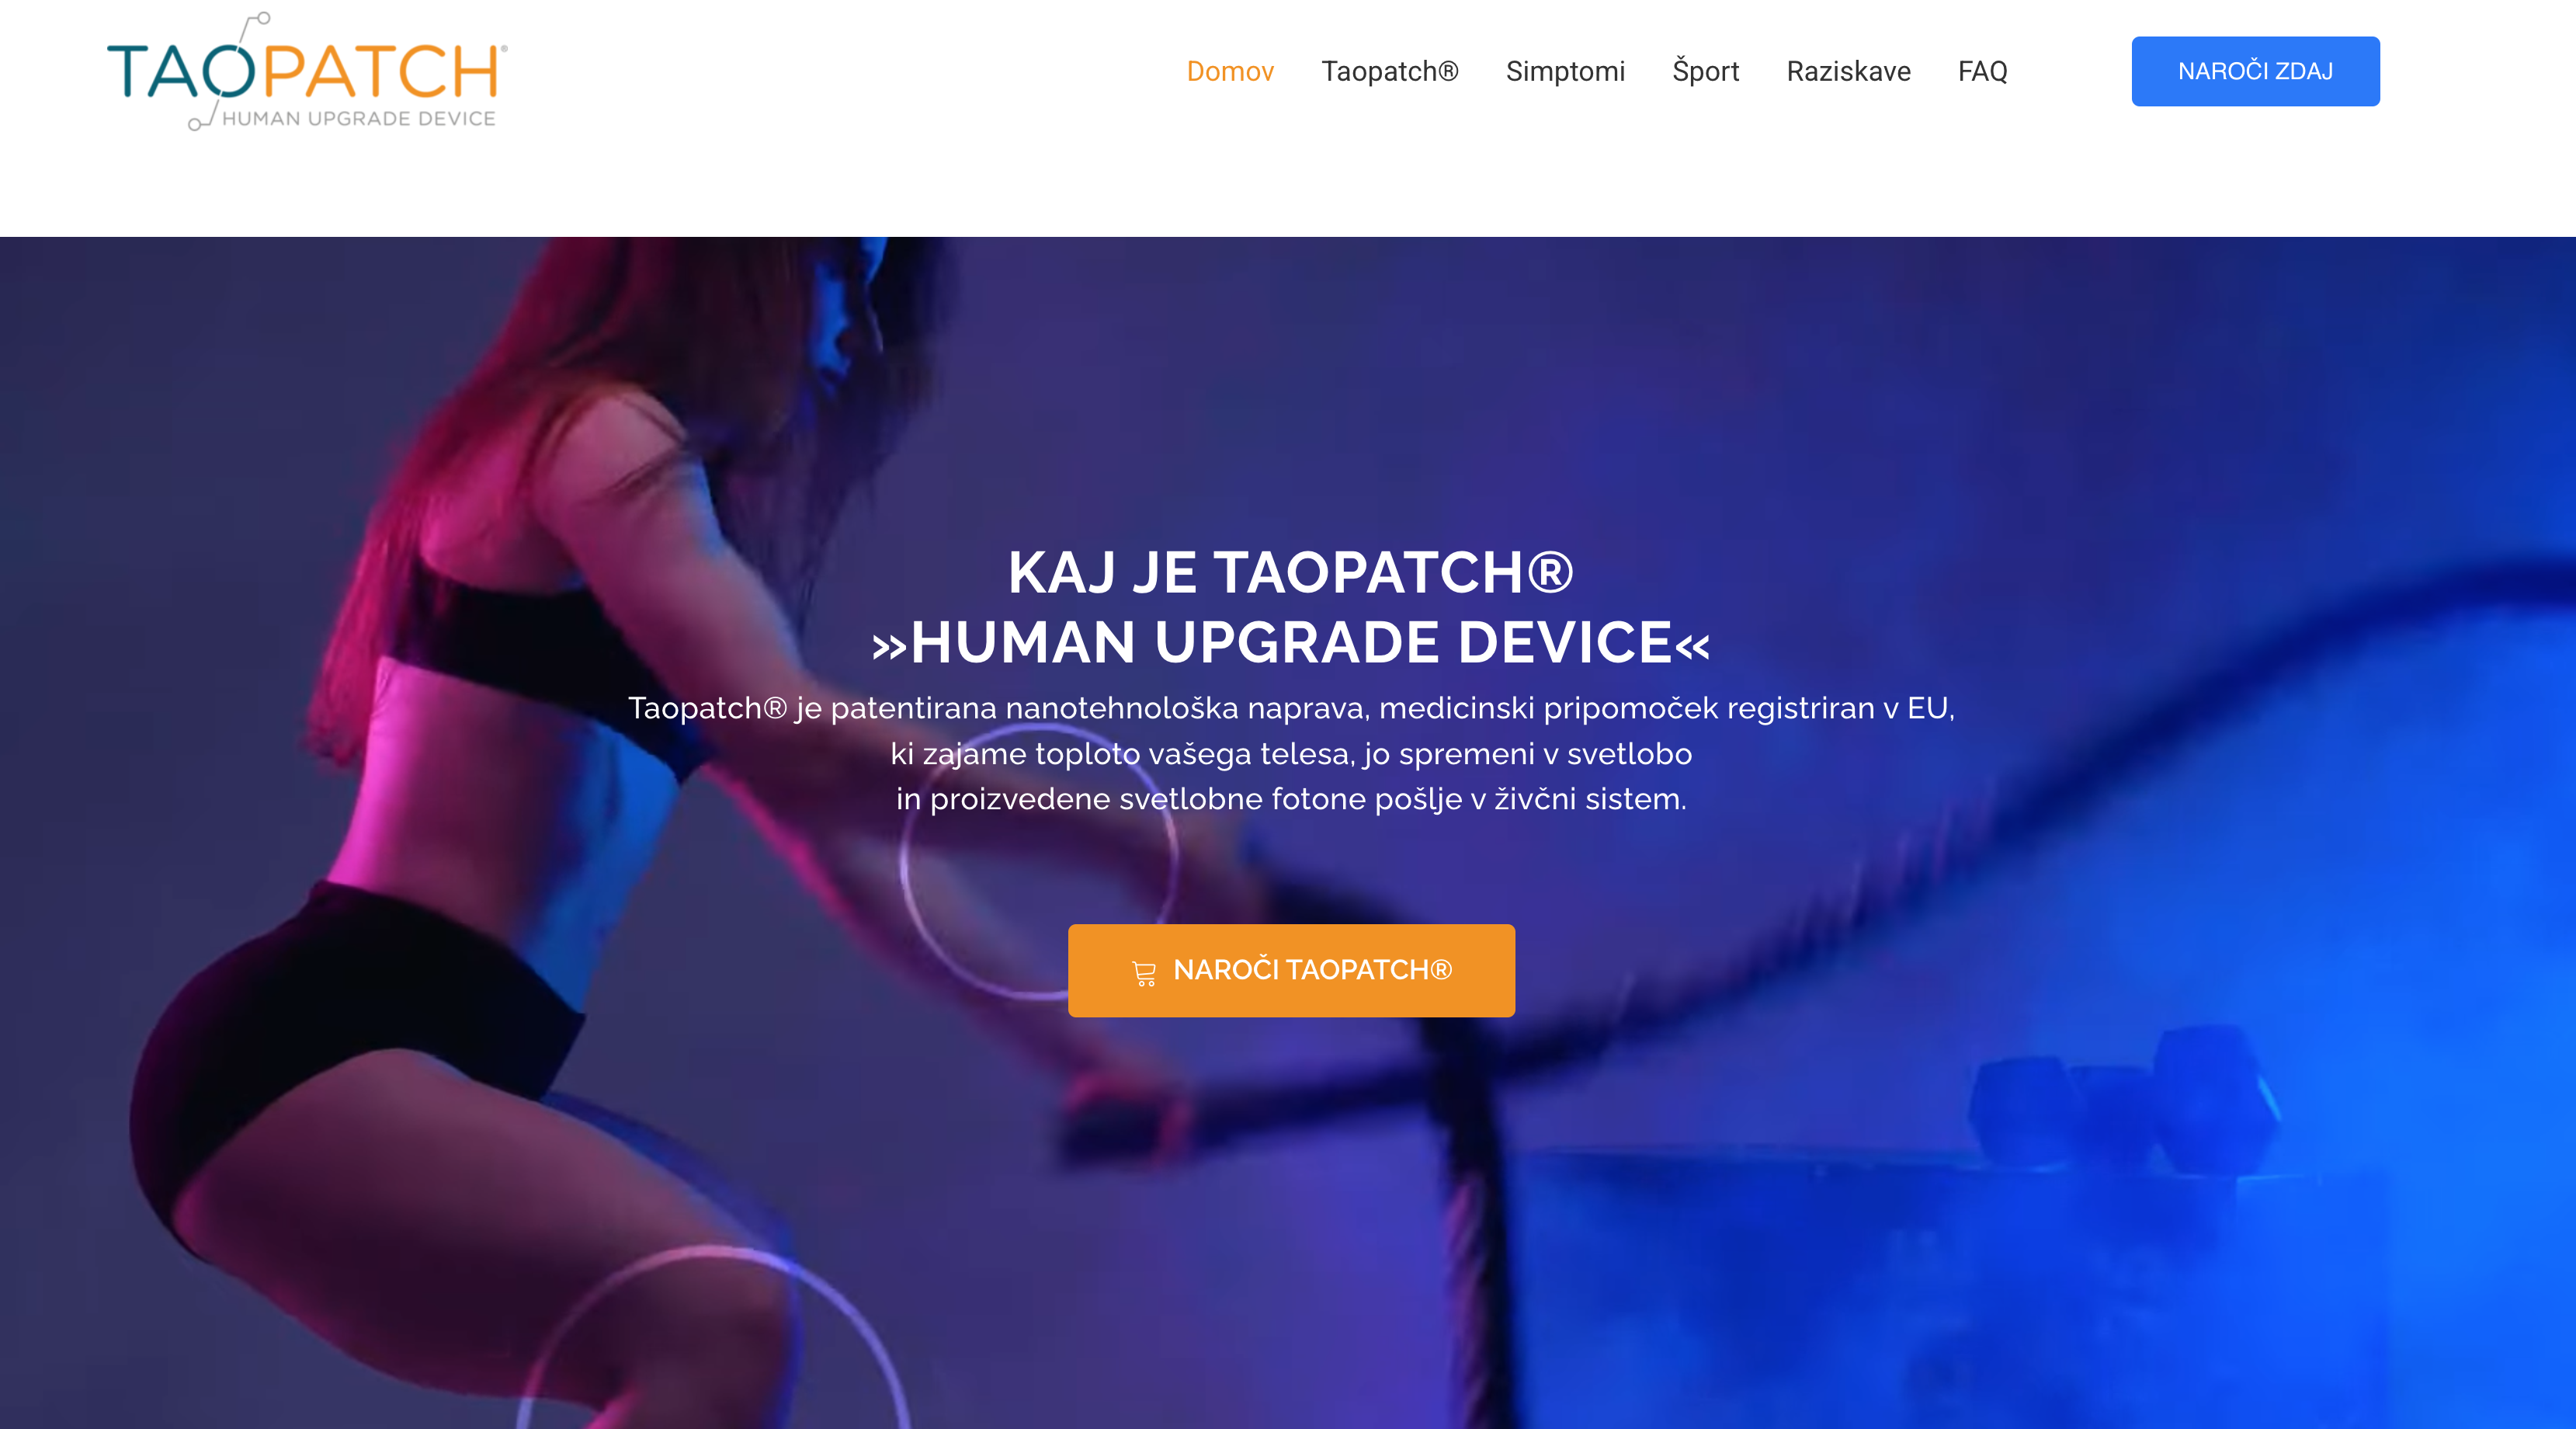 TAOPATCH®
HUMAN UPGRADE DEVICE
Domov Taopatch® Simptomi Šport Raziskave FAQ NAROČI ZDAJ
KAJ JE TAOPATCH®
»HUMAN UPGRADE DEVICE«
Taopatch® je patentirana nanotehnološka naprava, medicinski pripomoček registriran v EU,
ki zajame toploto vašega telesa, jo spremeni v svetlobo
in proizvedene svetlobne fotone pošlje v živčni sistem.
NAROČI TAOPATCH®